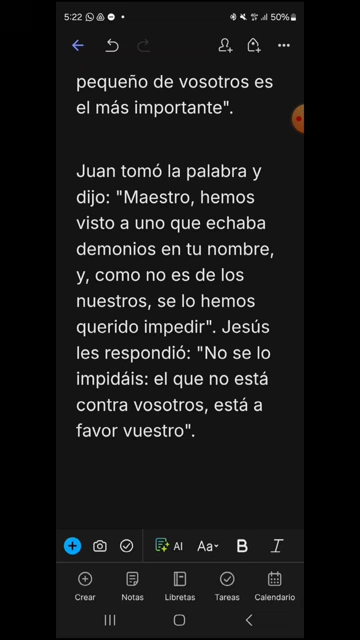 5:22
50%
pequeño de vosotros es
el más importante".
Juan tomó la palabra y
dijo: "Maestro, hemos
visto a uno que echaba
demonios en tu nombre,
y, como no es de los
nuestros, se lo hemos
querido impedir". Jesús
les respondió: "No se lo
impidáis: el que no está
contra vosotros, está a
favor vuestro".
AI Aa B I
Crear Notas Libretas Tareas Calendario